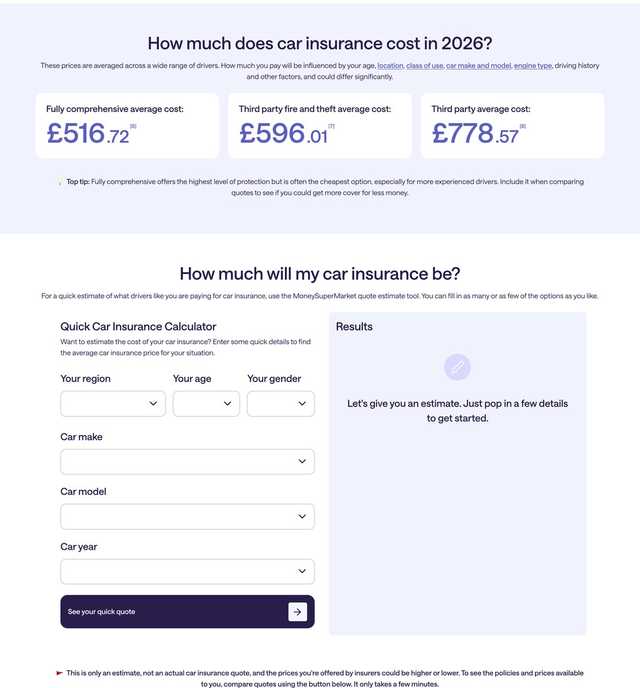 How much does car insurance cost in 2026?
These prices are averaged across a wide range of drivers. How much you pay will be influenced by your age, location, class of use, car make and model, engine type, driving history
and other factors, and could differ significantly.
Fully comprehensive average cost:
£516.72[6]
Third party fire and theft average cost:
£596.01[7]
Third party average cost:
£778.57[8]
Top tip: Fully comprehensive offers the highest level of protection but is often the cheapest option, especially for more experienced drivers. Include it when comparing
quotes to see if you could get more cover for less money.
How much will my car insurance be?
For a quick estimate of what drivers like you are paying for car insurance, use the MoneySuperMarket quote estimate tool. You can fill in as many or as few of the options as you like.
Quick Car Insurance Calculator
Want to estimate the cost of your car insurance? Enter some quick details to find
the average car insurance price for your situation.
Your region
Your age
Your gender
Car make
Car model
Car year
See your quick quote
Results
Let's give you an estimate. Just pop in a few details
to get started.
This is only an estimate, not an actual car insurance quote, and the prices you're offered by insurers could be higher or lower. To see the policies and prices available
to you, compare quotes using the button below. It only takes a few minutes.